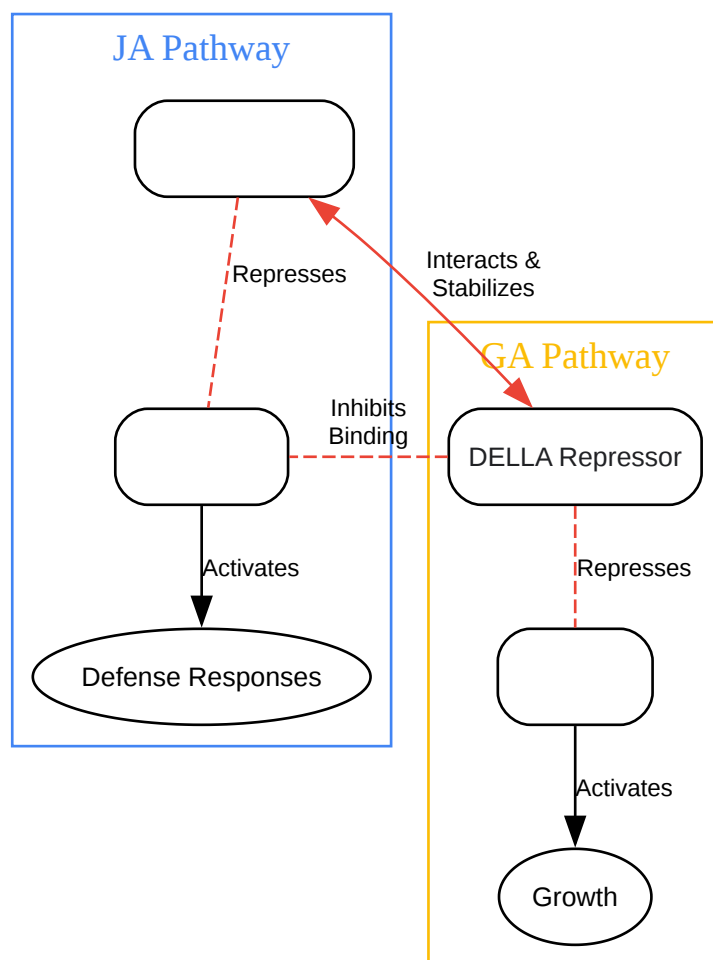 JA Pathway
Represses
Interacts &
Stabilizes
GA Pathway
Inhibits
Binding
DELLA Repressor
Activates
Represses
Defense Responses
Activates
Growth